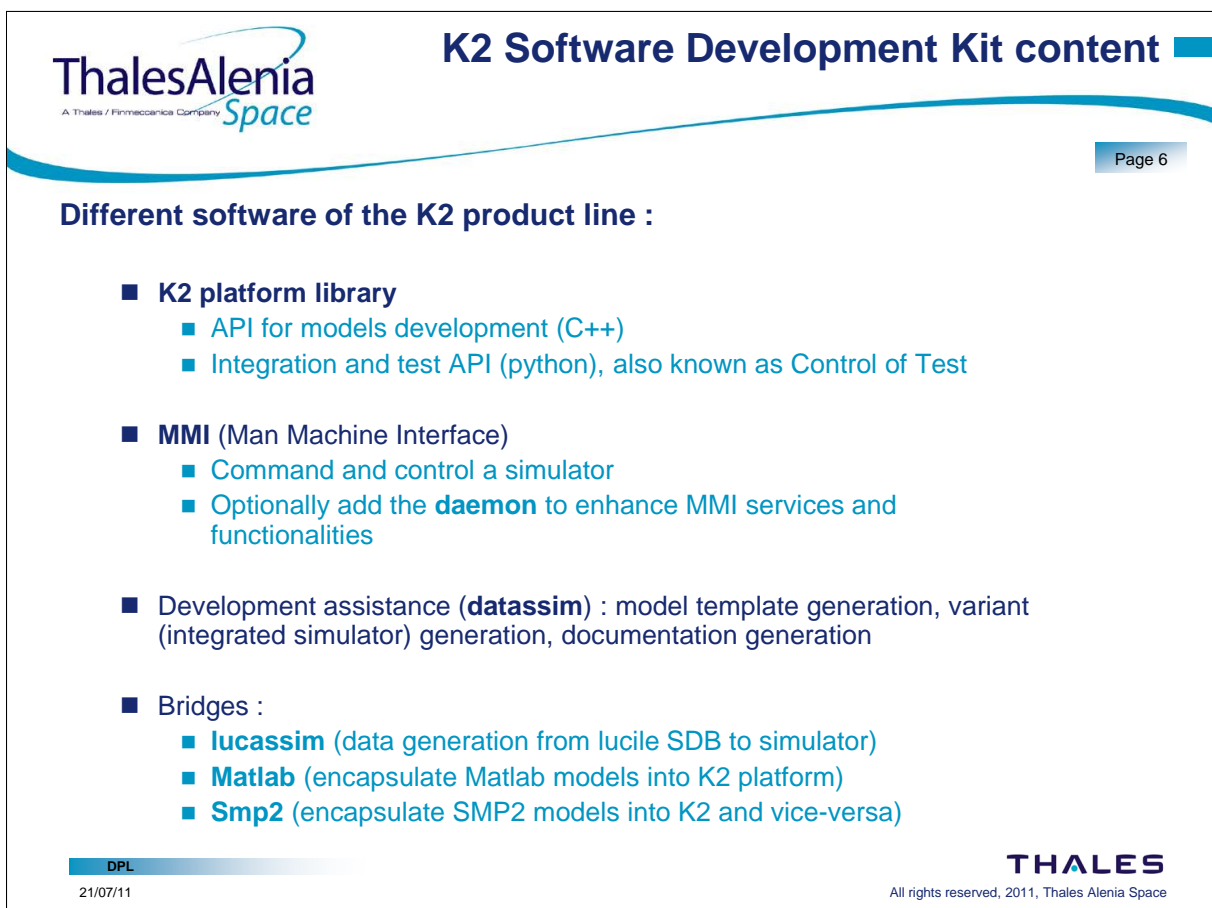 ThalesAlenia
A Thales / Finmeccanica Company Space
K2 Software Development Kit content
Page 6
Different software of the K2 product line :
K2 platform library
API for models development (C++)
Integration and test API (python), also known as Control of Test
MMI (Man Machine Interface)
Command and control a simulator
Optionally add the daemon to enhance MMI services and
functionalities
Development assistance (datassim) : model template generation, variant
(integrated simulator) generation, documentation generation
Bridges :
lucassim (data generation from lucile SDB to simulator)
Matlab (encapsulate Matlab models into K2 platform)
Smp2 (encapsulate SMP2 models into K2 and vice-versa)
DPL
21/07/11
THALES
All rights reserved, 2011, Thales Alenia Space